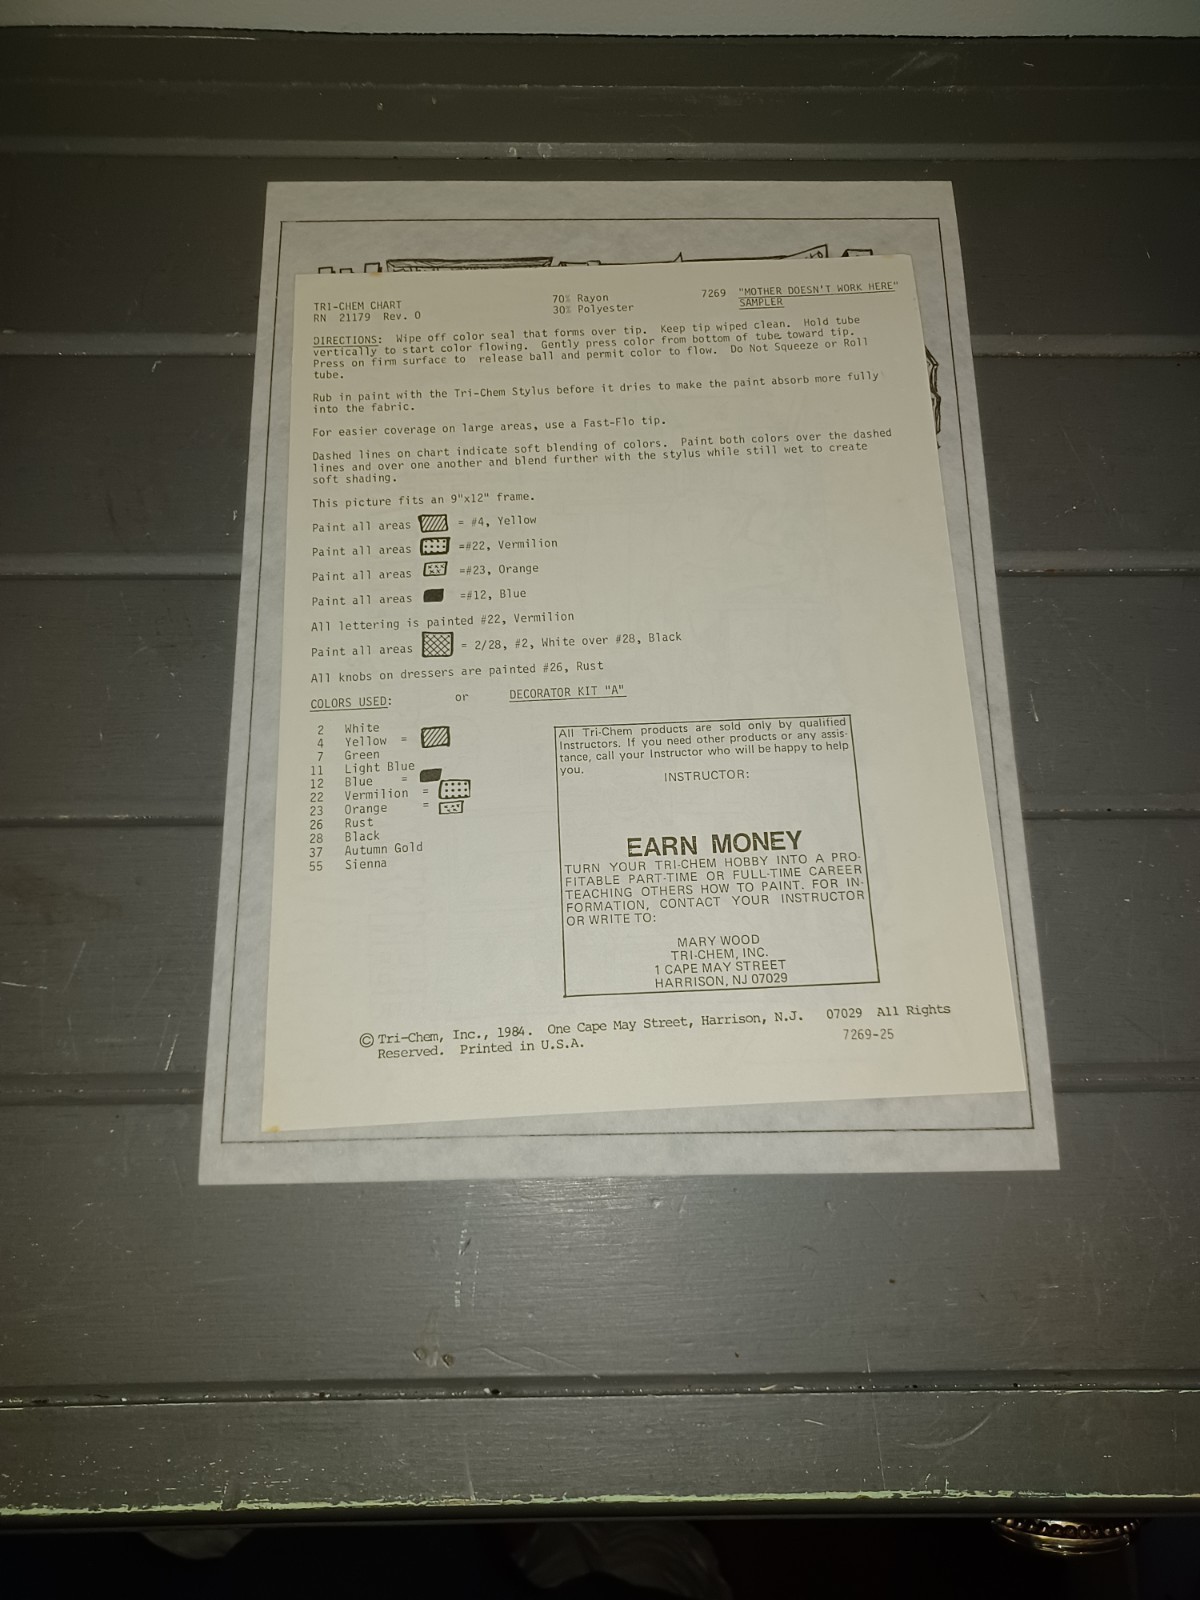 TRI-CHEM CHART
RN 21179 Rev. 0
70% Rayon
30% Polyester
7269 "MOTHER DOESN'T WORK HERE"
SAMPLER
DIRECTIONS: Wipe off color seal that forms over tip. Keep tip wiped clean. Hold tube
vertically to start color flowing. Gently press color from bottom of tube toward tip.
Press on firm surface to release ball and permit color to flow. Do Not Squeeze or Roll
tube.
Rub in paint with the Tri-Chem Stylus before it dries to make the paint absorb more fully
into the fabric.
For easier coverage on large areas, use a Fast-Flo tip.
Dashed lines on chart indicate soft blending of colors. Paint both colors over the dashed
lines and over one another and blend further with the stylus while still wet to create
soft shading.
This picture fits an 9"x12" frame.
Paint all areas = #4, Yellow
Paint all areas =#22, Vermilion
Paint all areas =#23, Orange
Paint all areas =#12, Blue
All lettering is painted #22, Vermilion
Paint all areas = 2/28, #2, White over #28, Black
All knobs on dressers are painted #26, Rust
COLORS USED: or DECORATOR KIT "A"
2 White
4 Yellow =
7 Green
11 Light Blue
12 Blue =
22 Vermilion =
23 Orange =
26 Rust
28 Black
37 Autumn Gold
55 Sienna
All Tri-Chem products are sold only by qualified
Instructors. If you need other products or any assis-
tance, call your Instructor who will be happy to help
you.
INSTRUCTOR:
EARN MONEY
TURN YOUR TRI-CHEM HOBBY INTO A PRO-
FITABLE PART-TIME OR FULL-TIME CAREER
TEACHING OTHERS HOW TO PAINT. FOR IN-
FORMATION, CONTACT YOUR INSTRUCTOR
OR WRITE TO:
MARY WOOD
TRI-CHEM, INC.
1 CAPE MAY STREET
HARRISON, NJ 07029
© Tri-Chem, Inc., 1984. One Cape May Street, Harrison, N.J. 07029 All Rights
Reserved. Printed in U.S.A.
7269-25